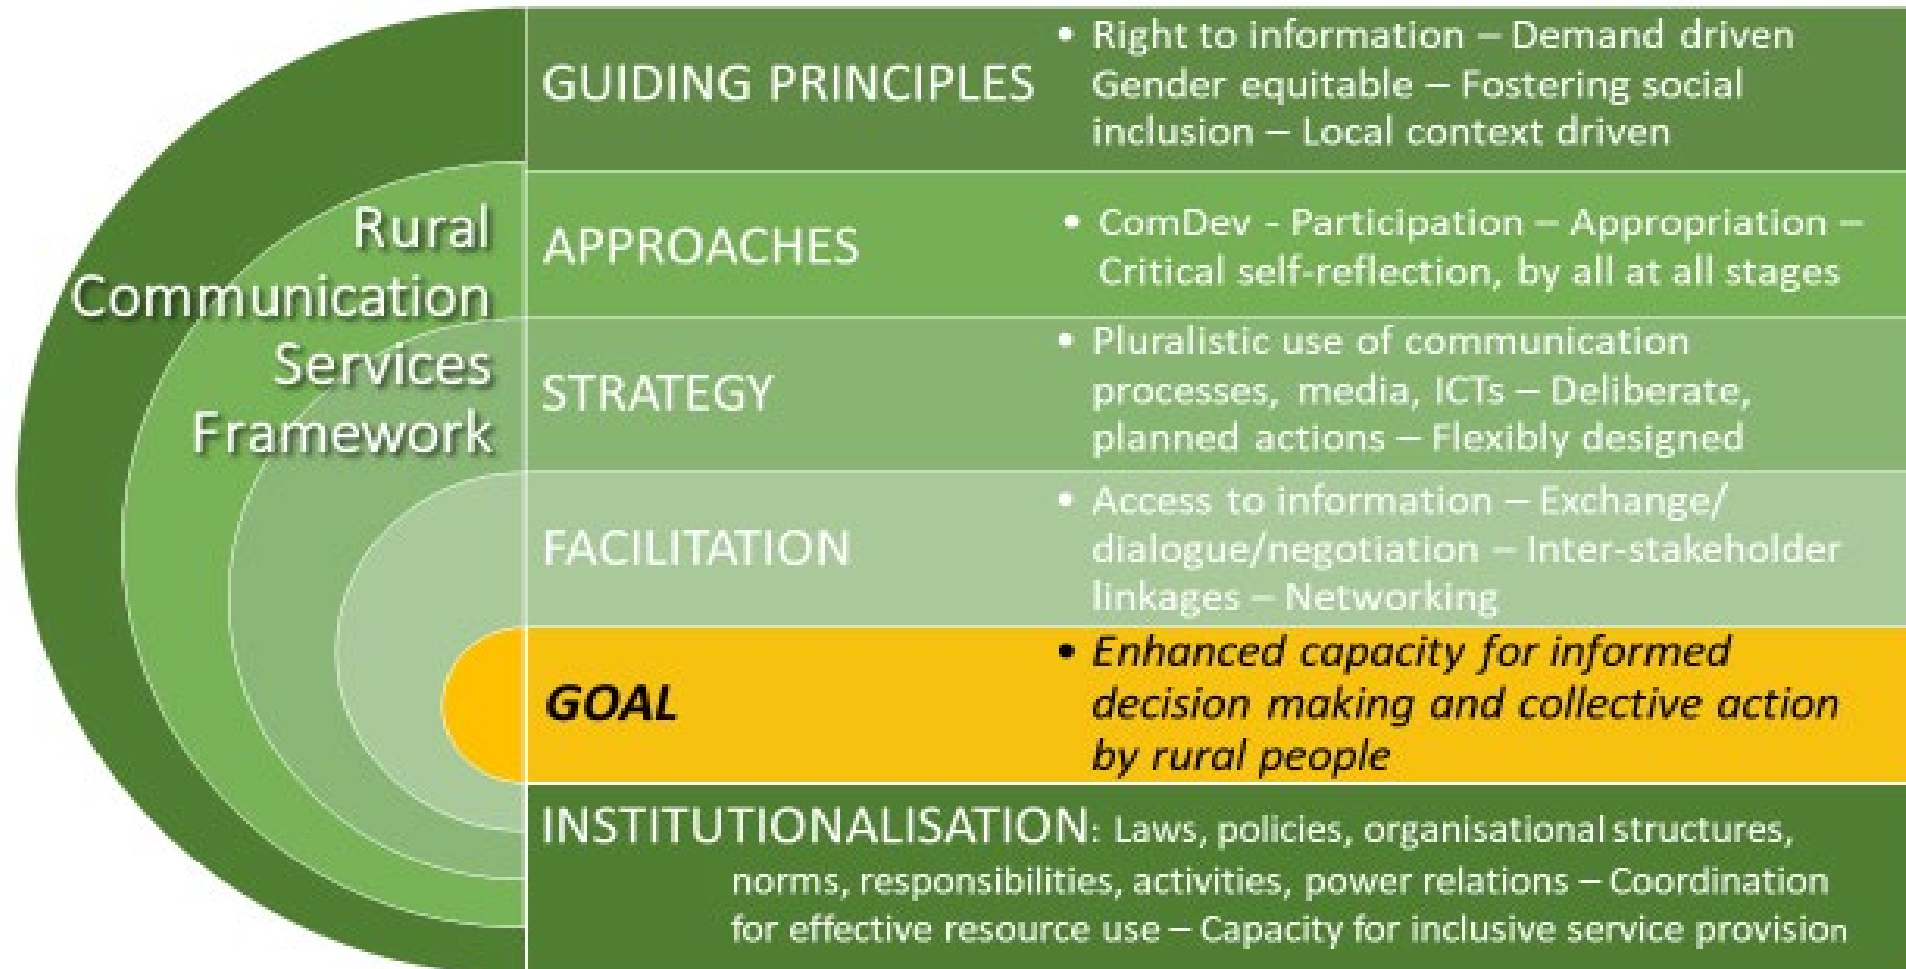 Rural
Communication
Services
Framework
GUIDING PRINCIPLES
• Right to information – Demand driven
Gender equitable – Fostering social
inclusion – Local context driven
APPROACHES
• ComDev - Participation – Appropriation –
Critical self-reflection, by all at all stages
STRATEGY
• Pluralistic use of communication
processes, media, ICTs – Deliberate,
planned actions – Flexibly designed
FACILITATION
• Access to information – Exchange/
dialogue/negotiation – Inter-stakeholder
linkages – Networking
GOAL
• Enhanced capacity for informed
decision making and collective action
by rural people
INSTITUTIONALISATION: Laws, policies, organisational structures,
norms, responsibilities, activities, power relations – Coordination
for effective resource use – Capacity for inclusive service provision